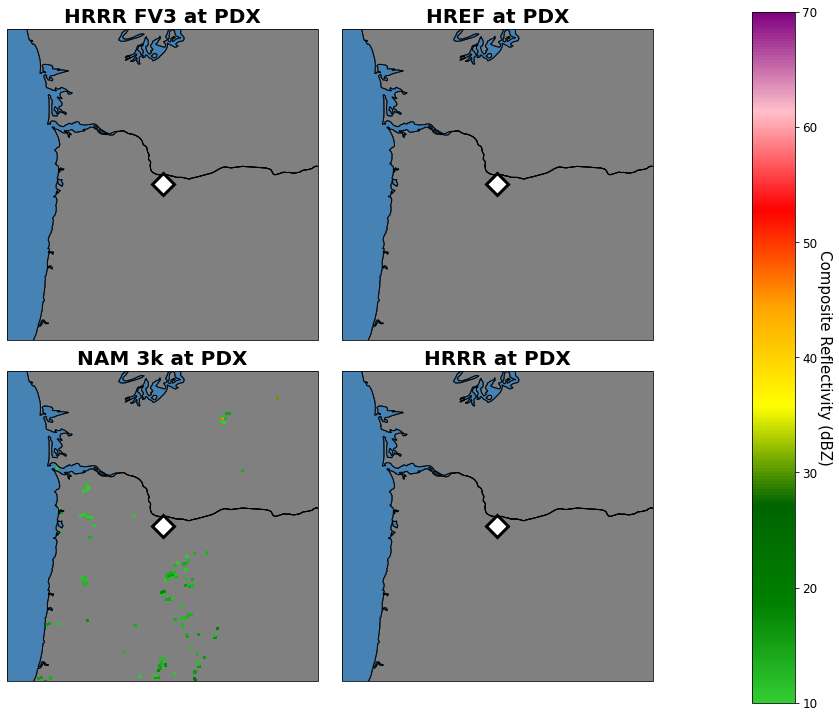 HRRR FV3 at PDX
HREF at PDX
NAM 3k at PDX
HRRR at PDX
70
60
50
40
30
20
10
Composite Reflectivity (dBZ)